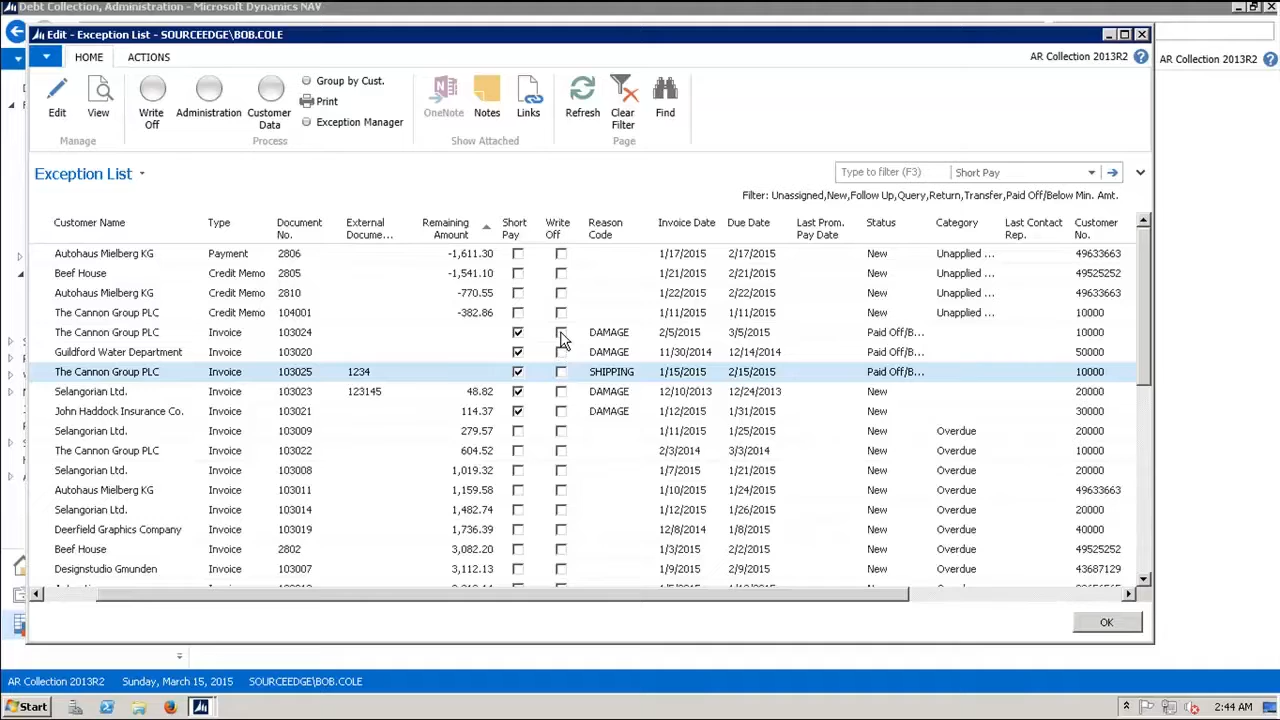 Debt Collection, Administration - Microsoft Dynamics NAV
Edit - Exception List - SOURCEEDGE\BOB.COLE
HOME ACTIONS
AR Collection 2013R2
AR Collection 2013R2
Edit
View
Manage
Write Off
Administration
Customer Data
Group by Cust.
Print
Exception Manager
Process
OneNote
Notes
Links
Show Attached
Refresh
Clear Filter
Find
Page
Exception List
Type to filter (F3) Short Pay
Filter: Unassigned,New,Follow Up,Query,Return,Transfer,Paid Off/Below Min. Amt.
Customer Name Type Document No. External Docume... Remaining Amount Short Pay Write Off Reason Code Invoice Date Due Date Last Prom. Pay Date Status Category Last Contact Rep. Customer No.
Autohaus Mielberg KG Payment 2806 -1,611.30 1/17/2015 2/17/2015 New Unapplied ... 49633663
Beef House Credit Memo 2805 -1,541.10 1/21/2015 2/21/2015 New Unapplied ... 49525252
Autohaus Mielberg KG Credit Memo 2810 -770.55 1/22/2015 2/22/2015 New Unapplied ... 49633663
The Cannon Group PLC Credit Memo 104001 -382.86 1/11/2015 1/11/2015 New Unapplied ... 10000
The Cannon Group PLC Invoice 103024 DAMAGE 2/5/2015 3/5/2015 Paid Off/B... 10000
Guildford Water Department Invoice 103020 DAMAGE 11/30/2014 12/14/2014 Paid Off/B... 50000
The Cannon Group PLC Invoice 103025 1234 SHIPPING 1/15/2015 2/15/2015 Paid Off/B... 10000
Selangorian Ltd. Invoice 103023 123145 48.82 DAMAGE 12/10/2013 12/24/2013 New 20000
John Haddock Insurance Co. Invoice 103021 114.37 DAMAGE 1/12/2015 1/31/2015 New 30000
Selangorian Ltd. Invoice 103009 279.57 1/11/2015 1/25/2015 New Overdue 20000
The Cannon Group PLC Invoice 103022 604.52 2/3/2014 3/3/2014 New Overdue 10000
Selangorian Ltd. Invoice 103008 1,019.32 1/7/2015 1/21/2015 New Overdue 20000
Autohaus Mielberg KG Invoice 103011 1,159.58 1/10/2015 1/24/2015 New Overdue 49633663
Selangorian Ltd. Invoice 103014 1,482.74 1/12/2015 1/26/2015 New Overdue 20000
Deerfield Graphics Company Invoice 103019 1,736.39 12/8/2014 1/8/2015 New Overdue 40000
Beef House Invoice 2802 3,082.20 1/3/2015 2/2/2015 New Overdue 49525252
Designstudio Gmunden Invoice 103007 3,112.13 1/9/2015 2/9/2015 New Overdue 43687129
OK
AR Collection 2013R2 Sunday, March 15, 2015 SOURCEEDGE\BOB.COLE
Start
2:44 AM